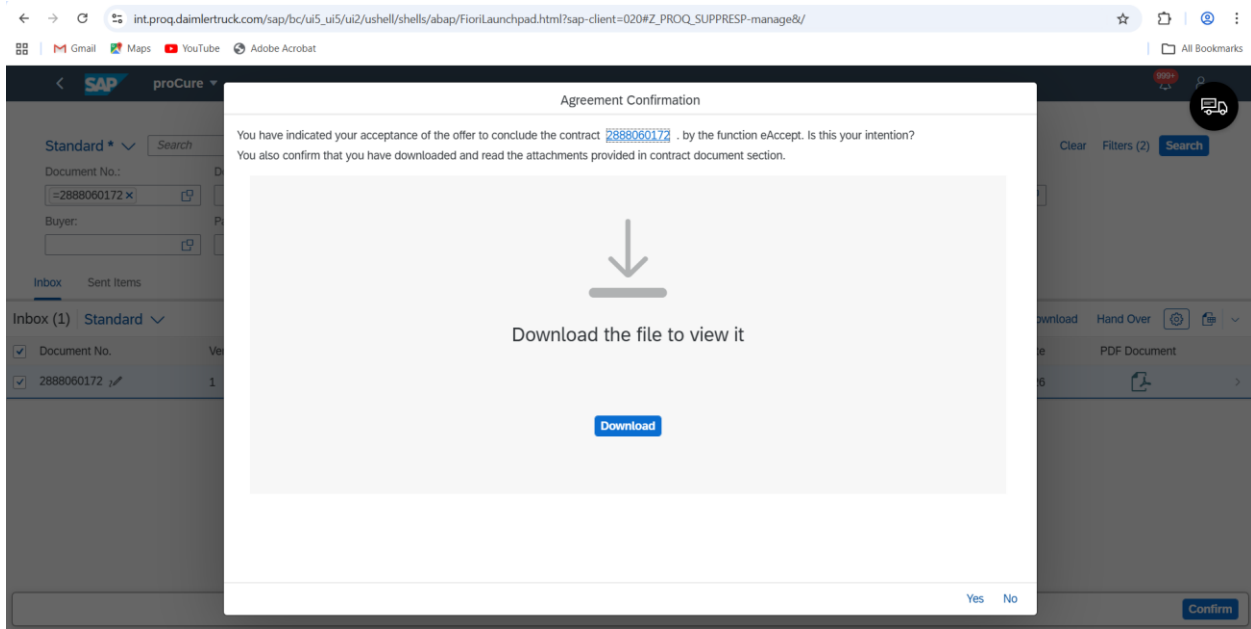 int.proq.daimlertruck.com/sap/bc/ui5_ui5/ui2/ushell/shells/abap/FioriLaunchpad.html?sap-client=020#Z_PROQ_SUPPRESP-manage&/
Gmail Maps YouTube Adobe Acrobat All Bookmarks
SAP proCure 999+
Agreement Confirmation
You have indicated your acceptance of the offer to conclude the contract 2888060172 . by the function eAccept. Is this your intention?
You also confirm that you have downloaded and read the attachments provided in contract document section.
Standard * Search Clear Filters (2) Search
Document No.:
=2888060172
Buyer:
Inbox Sent Items
Download the file to view it
Download
Inbox (1) Standard Hand Over
Document No. PDF Document
2888060172 1
Yes No
Confirm